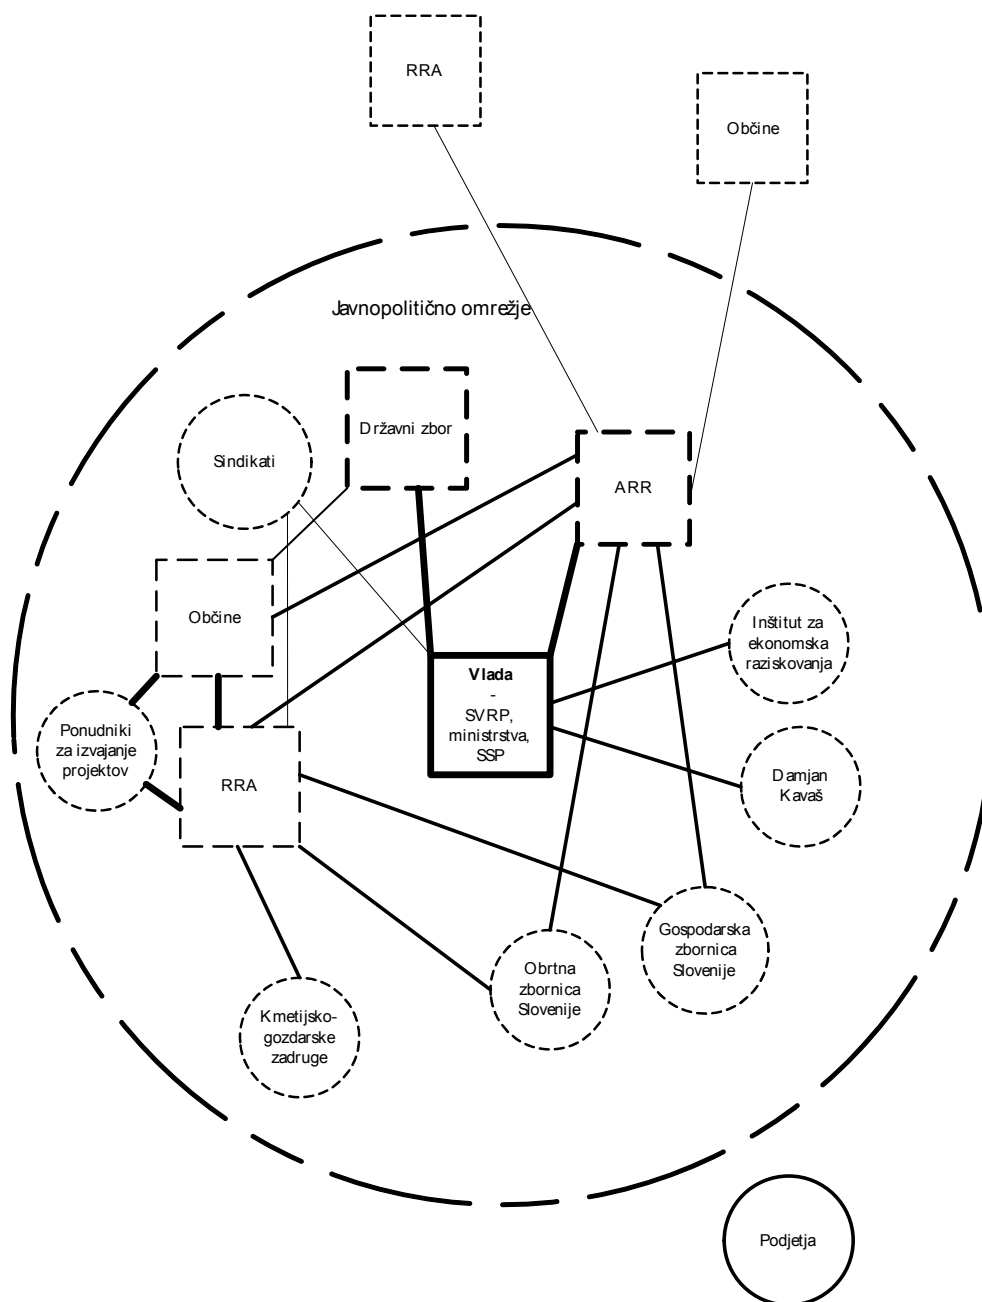 RRA
Občine
Javnopolitično omrežje
Državni zbor
Sindikati
ARR
Občine
Inštitut za
ekonomska
raziskovanja
Vlada
-
SVRP,
ministrstva,
SSP
Ponudniki
za izvajanje
projektov
RRA
Damjan
Kavaš
Gospodarska
zbornica
Slovenije
Obrtna
zbornica
Slovenije
Kmetijsko-
gozdarske
zadruge
Podjetja